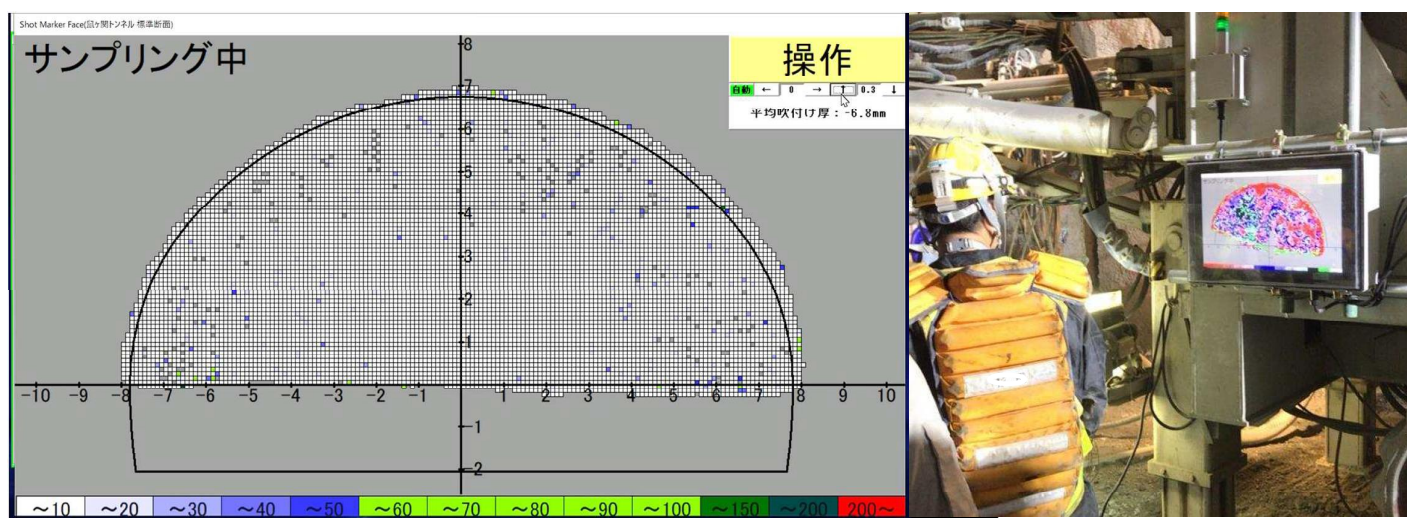 Shot Marker Face(鼠ヶ関トンネル 標準断面)
サンプリング中
操作
自動 ← 0 → ↑ 0.3 ↓
平均吹付け厚：-6.8mm
8
7
6
5
4
3
2
1
-10 -9 -8 -7 -6 -5 -4 -3 -2 -1 1 2 3 4 5 6 7 8 9 10
-1
-2
～10 ～20 ～30 ～40 ～50 ～60 ～70 ～80 ～90 ～100 ～150 ～200 200～